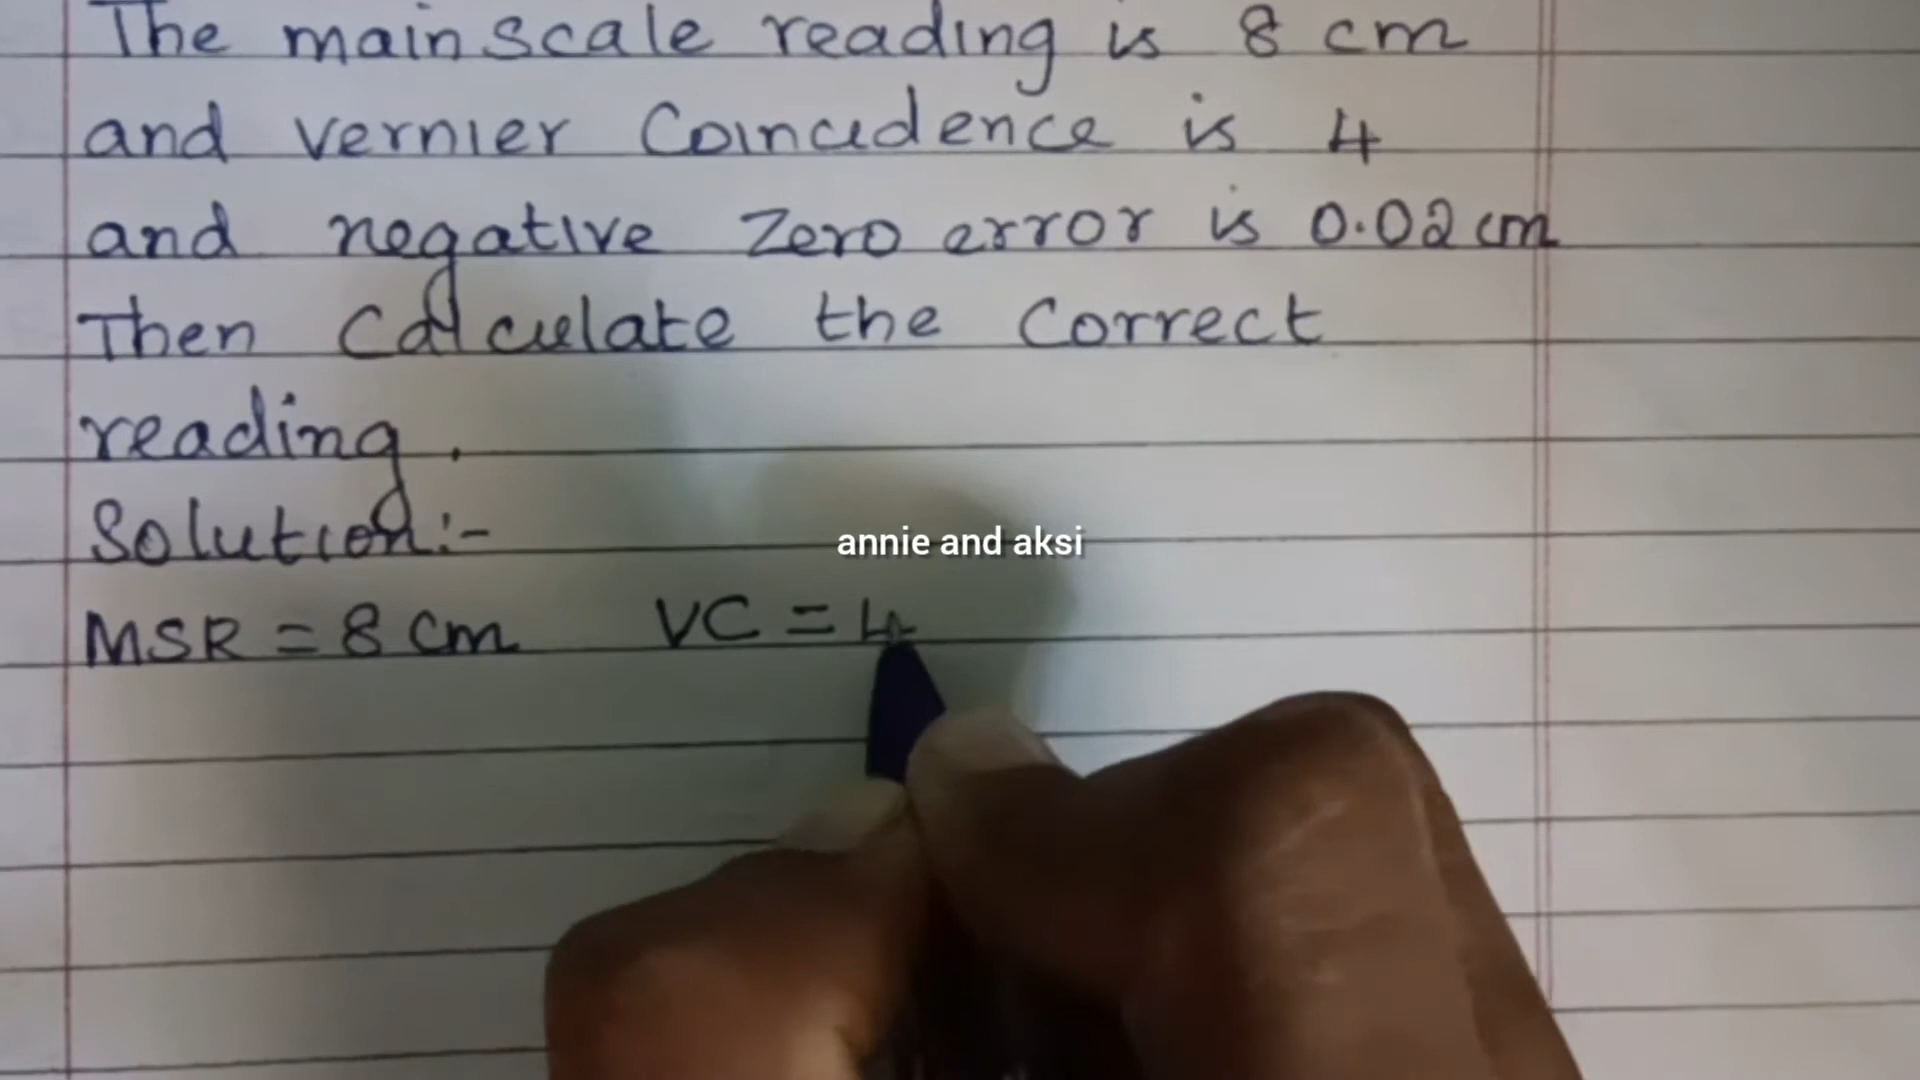 The main scale reading is 8 cm
and vernier Coincidence is 4
and negative Zero error is 0.02 cm
Then Calculate the Correct
reading.
Solution:-
annie and aksi
MSR = 8 cm VC = 4